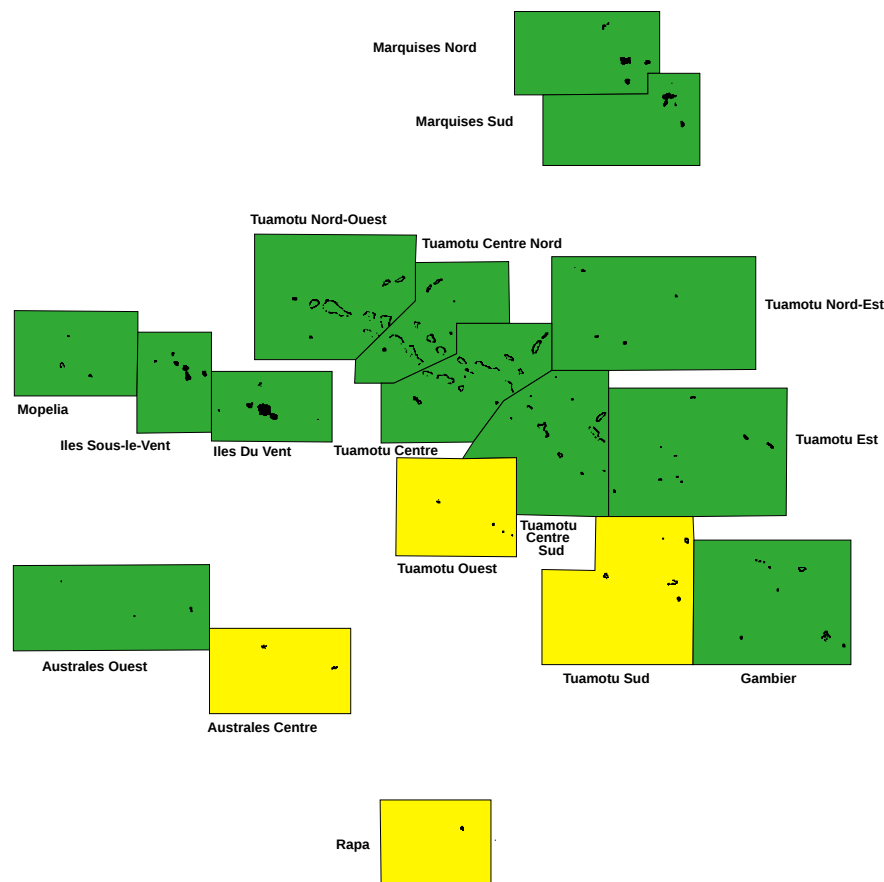 Marquises Nord
Marquises Sud
Tuamotu Nord-Ouest
Tuamotu Centre Nord
Tuamotu Nord-Est
Mopelia
Iles Sous-le-Vent
Iles Du Vent
Tuamotu Centre
Tuamotu Est
Tuamotu
Centre
Sud
Tuamotu Ouest
Australes Ouest
Tuamotu Sud
Gambier
Australes Centre
Rapa